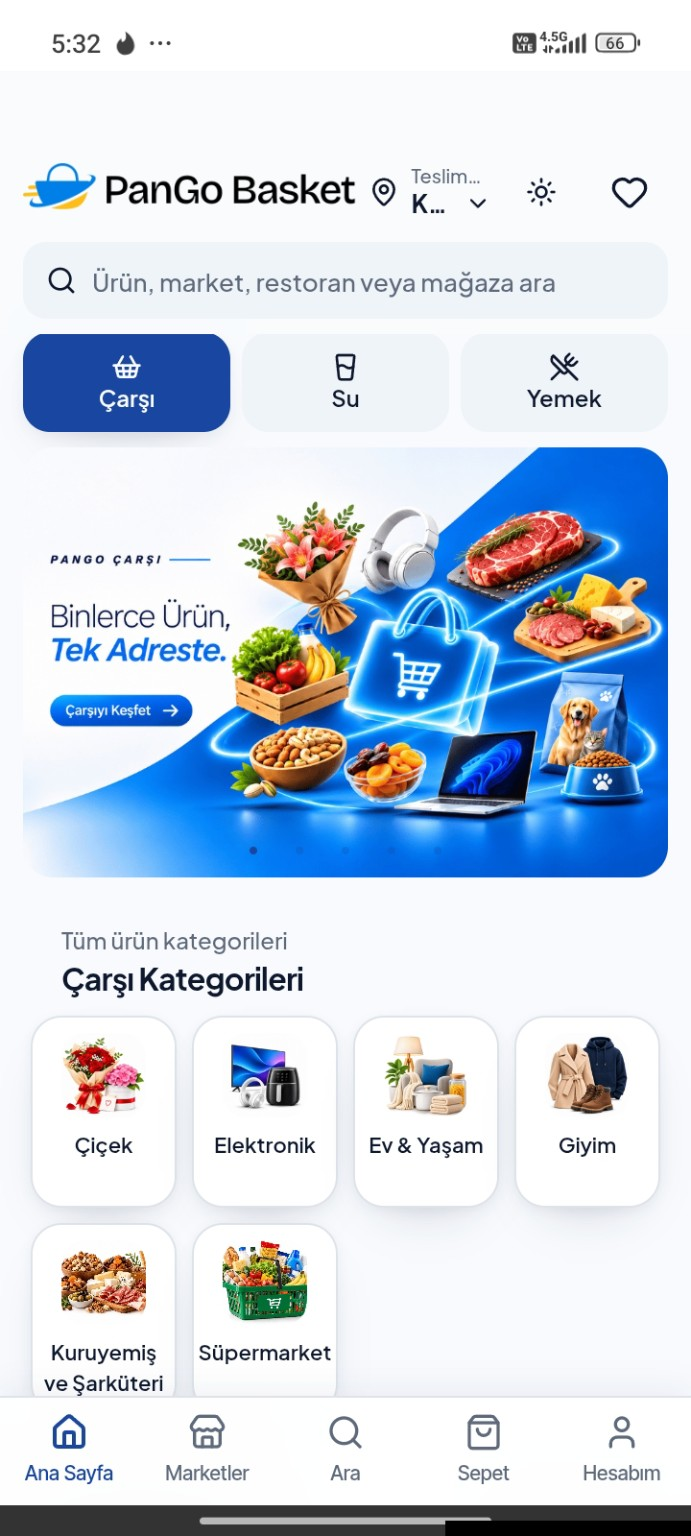 5:32
Vo LTE
4.5G
66
PanGo Basket
Teslim...
K...
Ürün, market, restoran veya mağaza ara
Çarşı
Su
Yemek
PANGO ÇARŞI
Binlerce Ürün,
Tek Adreste.
Çarşıyı Keşfet
Tüm ürün kategorileri
Çarşı Kategorileri
Çiçek
Elektronik
Ev & Yaşam
Giyim
Kuruyemiş
ve Şarküteri
Süpermarket
Ana Sayfa
Marketler
Ara
Sepet
Hesabım